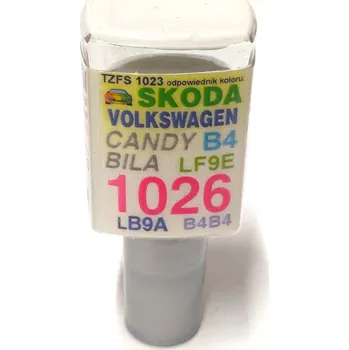 TZFS 1023 odpowiednik koloru:
SKODA
VOLKSWAGEN
CANDY B4
BILA LF9E
1026
LB9A B4B4